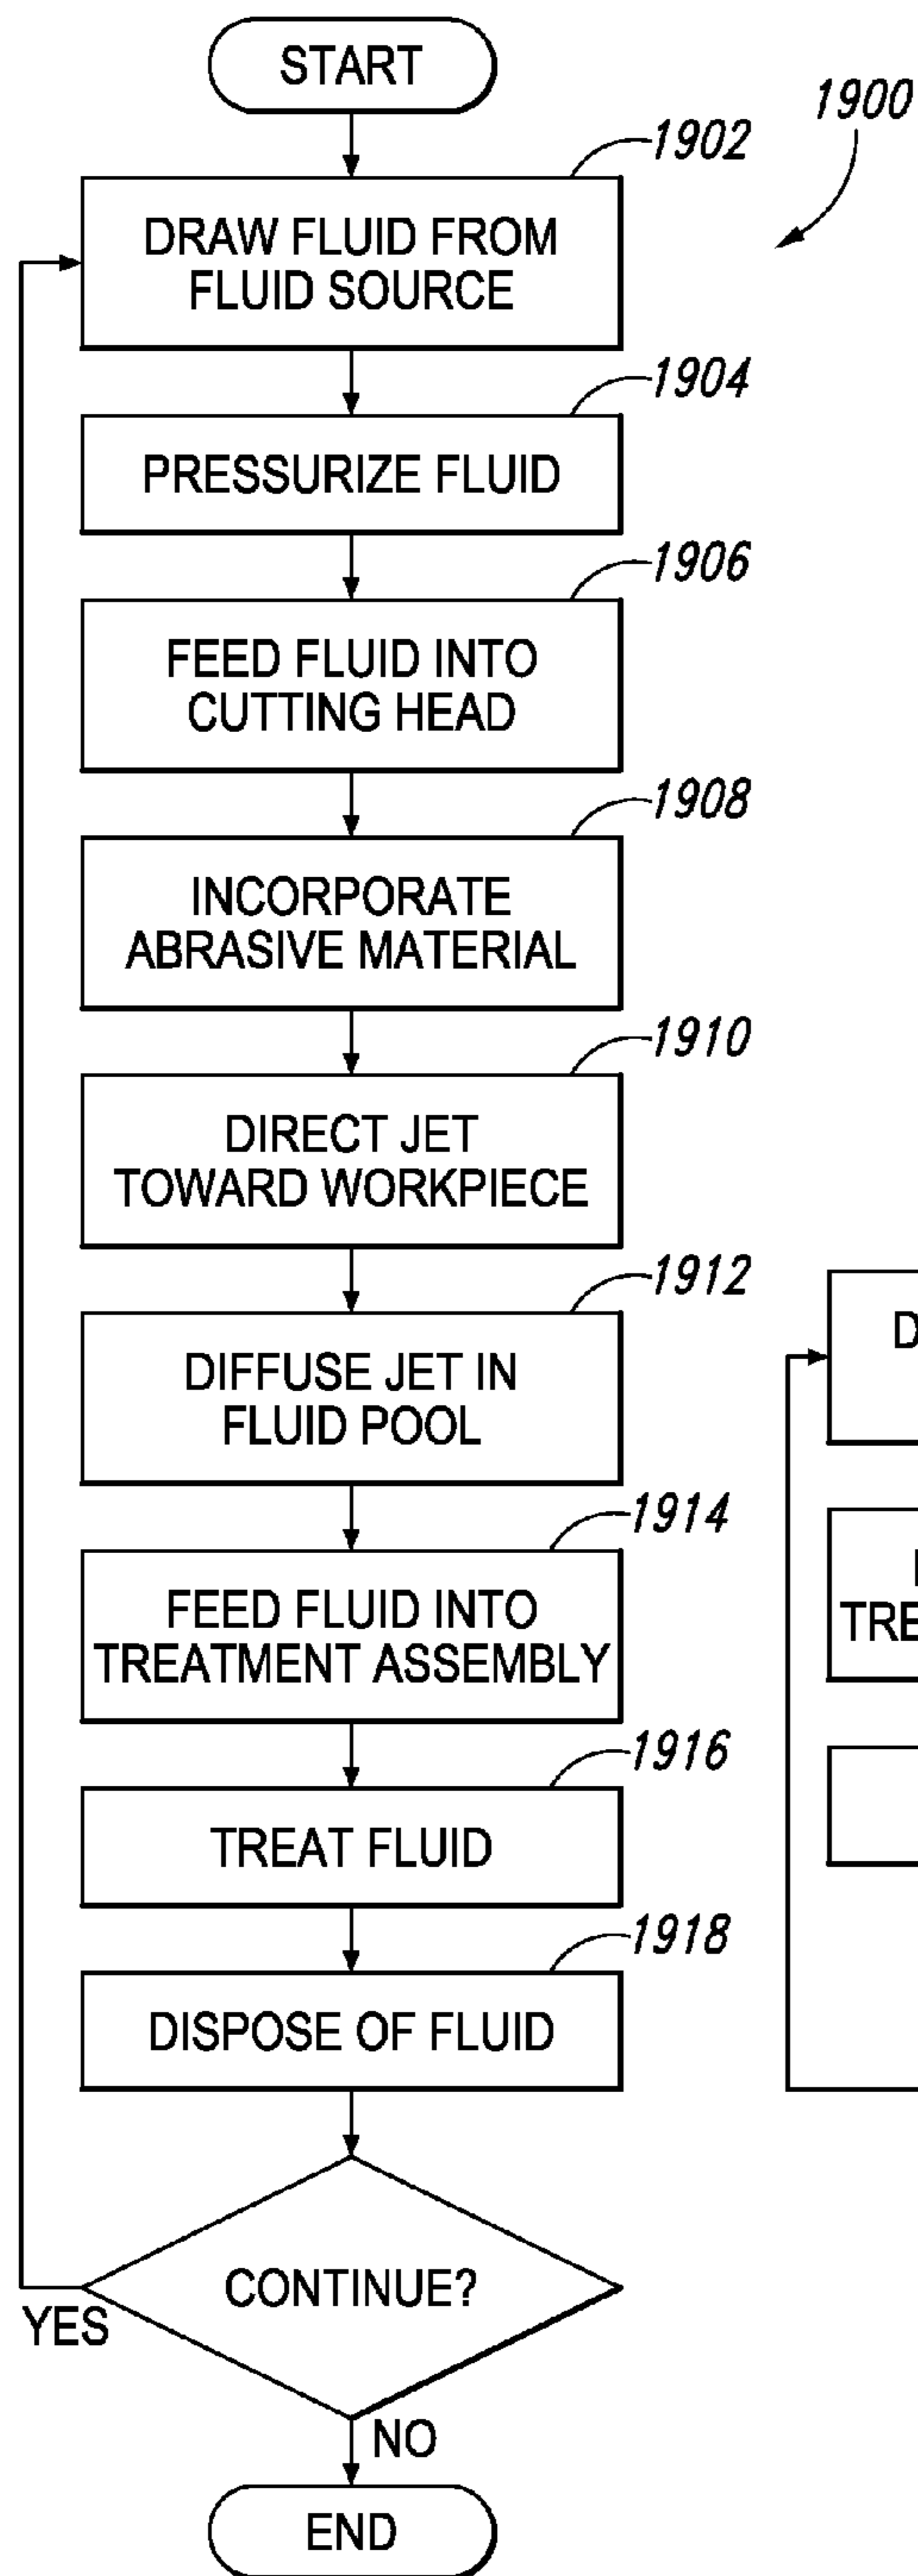 START
1900
1902
DRAW FLUID FROM
FLUID SOURCE
1904
PRESSURIZE FLUID
1906
FEED FLUID INTO
CUTTING HEAD
1908
INCORPORATE
ABRASIVE MATERIAL
1910
DIRECT JET
TOWARD WORKPIECE
1912
DIFFUSE JET IN
FLUID POOL
1914
FEED FLUID INTO
TREATMENT ASSEMBLY
1916
TREAT FLUID
1918
DISPOSE OF FLUID
CONTINUE?
YES
NO
END